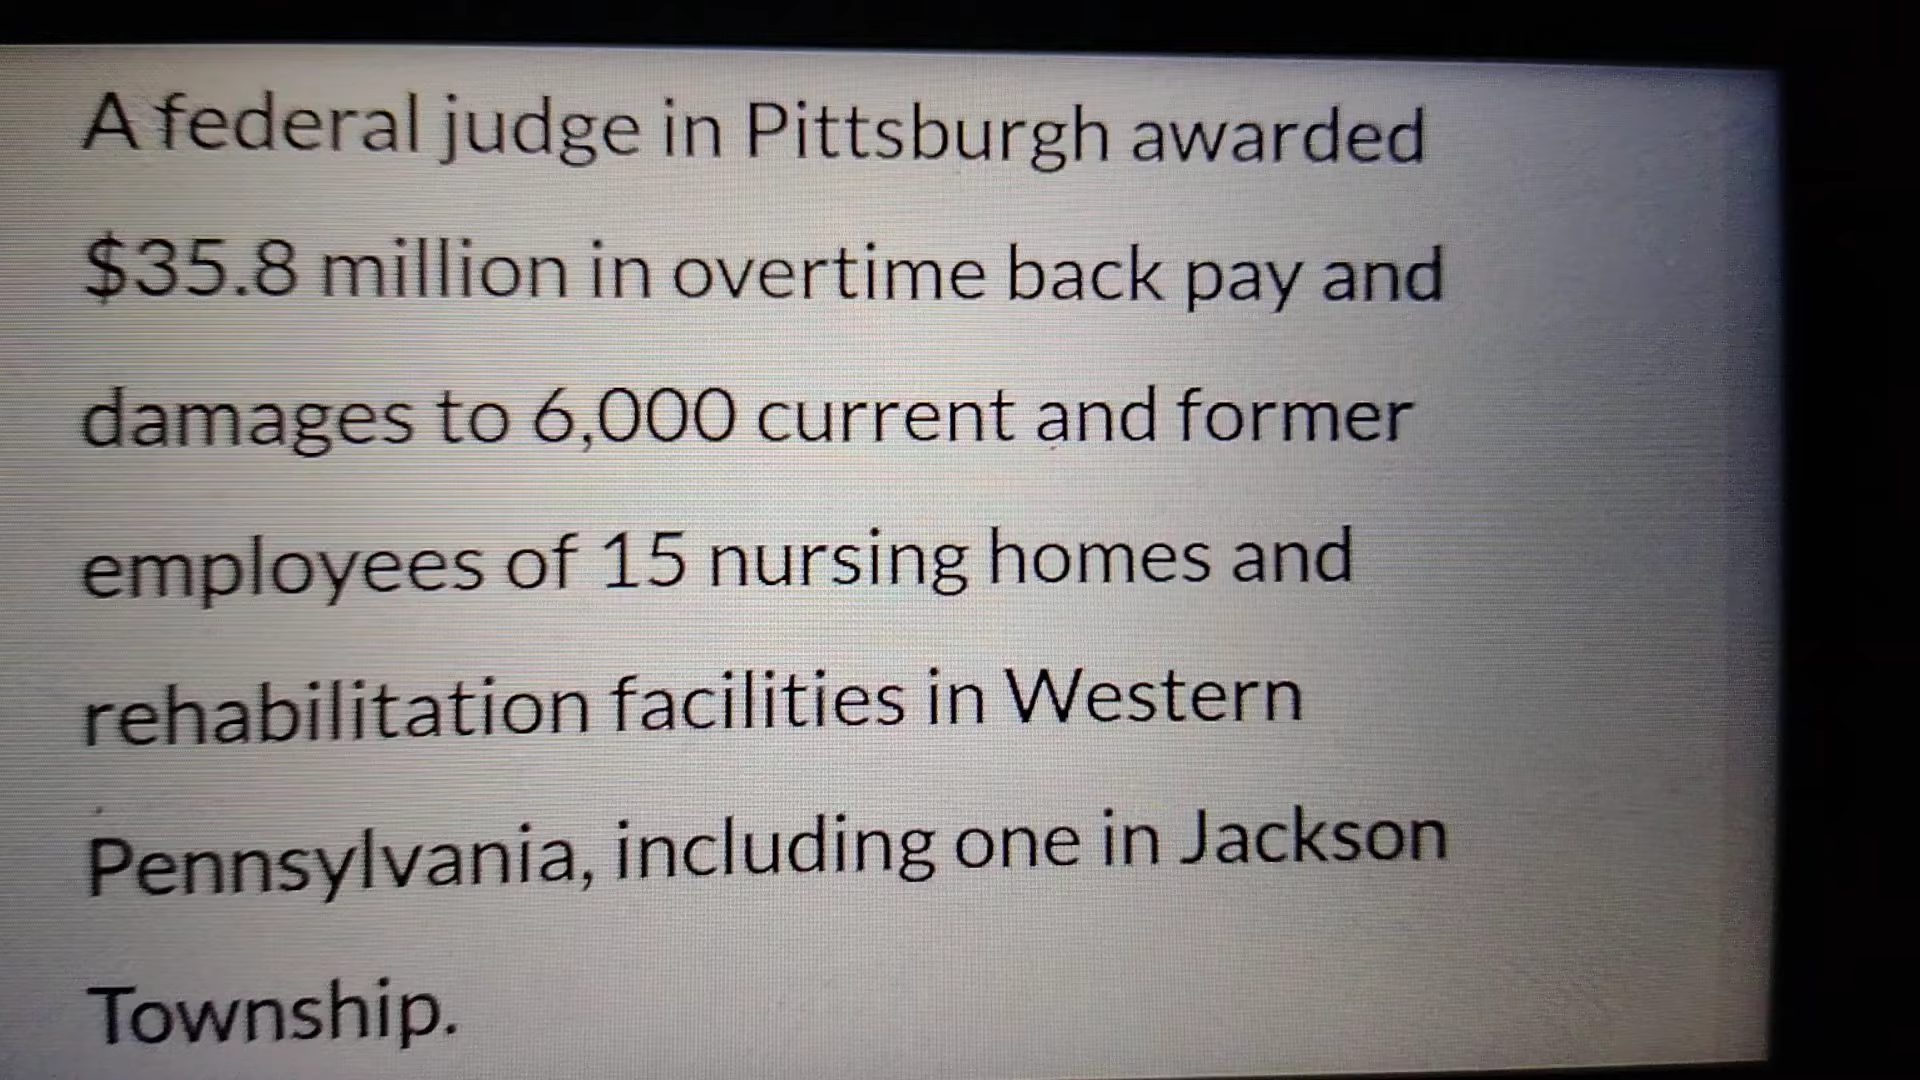 A federal judge in Pittsburgh awarded
$35.8 million in overtime back pay and
damages to 6,000 current and former
employees of 15 nursing homes and
rehabilitation facilities in Western
Pennsylvania, including one in Jackson
Township.